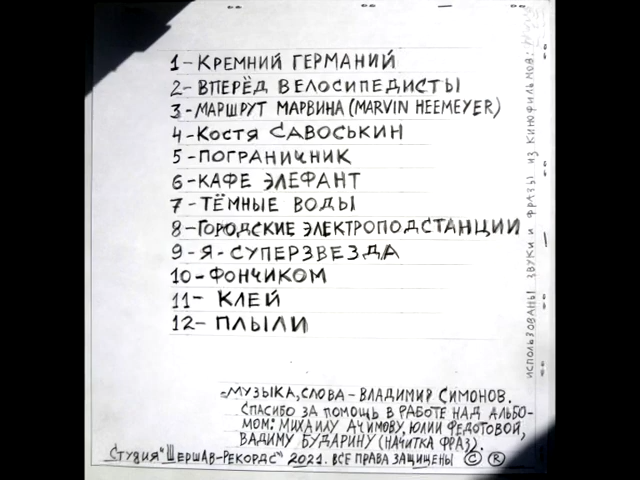 1-КРЕМНИЙ ГЕРМАНИЙ
2-ВПЕРЁД ВЕЛОСИПЕДИСТЫ
3-МАРШРУТ МАРВИНА (MARVIN HEEMEYER)
4-КОСТЯ САВОСЬКИН
5-ПОГРАНИЧНИК
6-КАФЕ ЭЛЕФАНТ
7-ТЁМНЫЕ ВОДЫ
8-ГОРОДСКИЕ ЭЛЕКТРОПОДСТАНЦИИ
9-Я-СУПЕРЗВЕЗДА
10-ФОНЧИКОМ
11- КЛЕЙ
12- ПЛЫЛИ
МУЗЫКА, СЛОВА - ВЛАДИМИР СИМОНОВ.
СПАСИБО ЗА ПОМОЩЬ В РАБОТЕ НАД АЛЬБО-
МОМ: МИХАИЛУ АЧИМОВУ, ЮЛИИ ФЕДОТОВОЙ,
ВАДИМУ БУДАРИНУ (НАЧИТКА ФРАЗ).
СТУДИЯ "ШЕРШАВ-РЕКОРДС" 2021. ВСЕ ПРАВА ЗАЩИЩЕНЫ © ®
ИСПОЛЬЗОВАНЫ ЗВУКИ И ФРАЗЫ ИЗ КИНОФИЛЬМОВ: